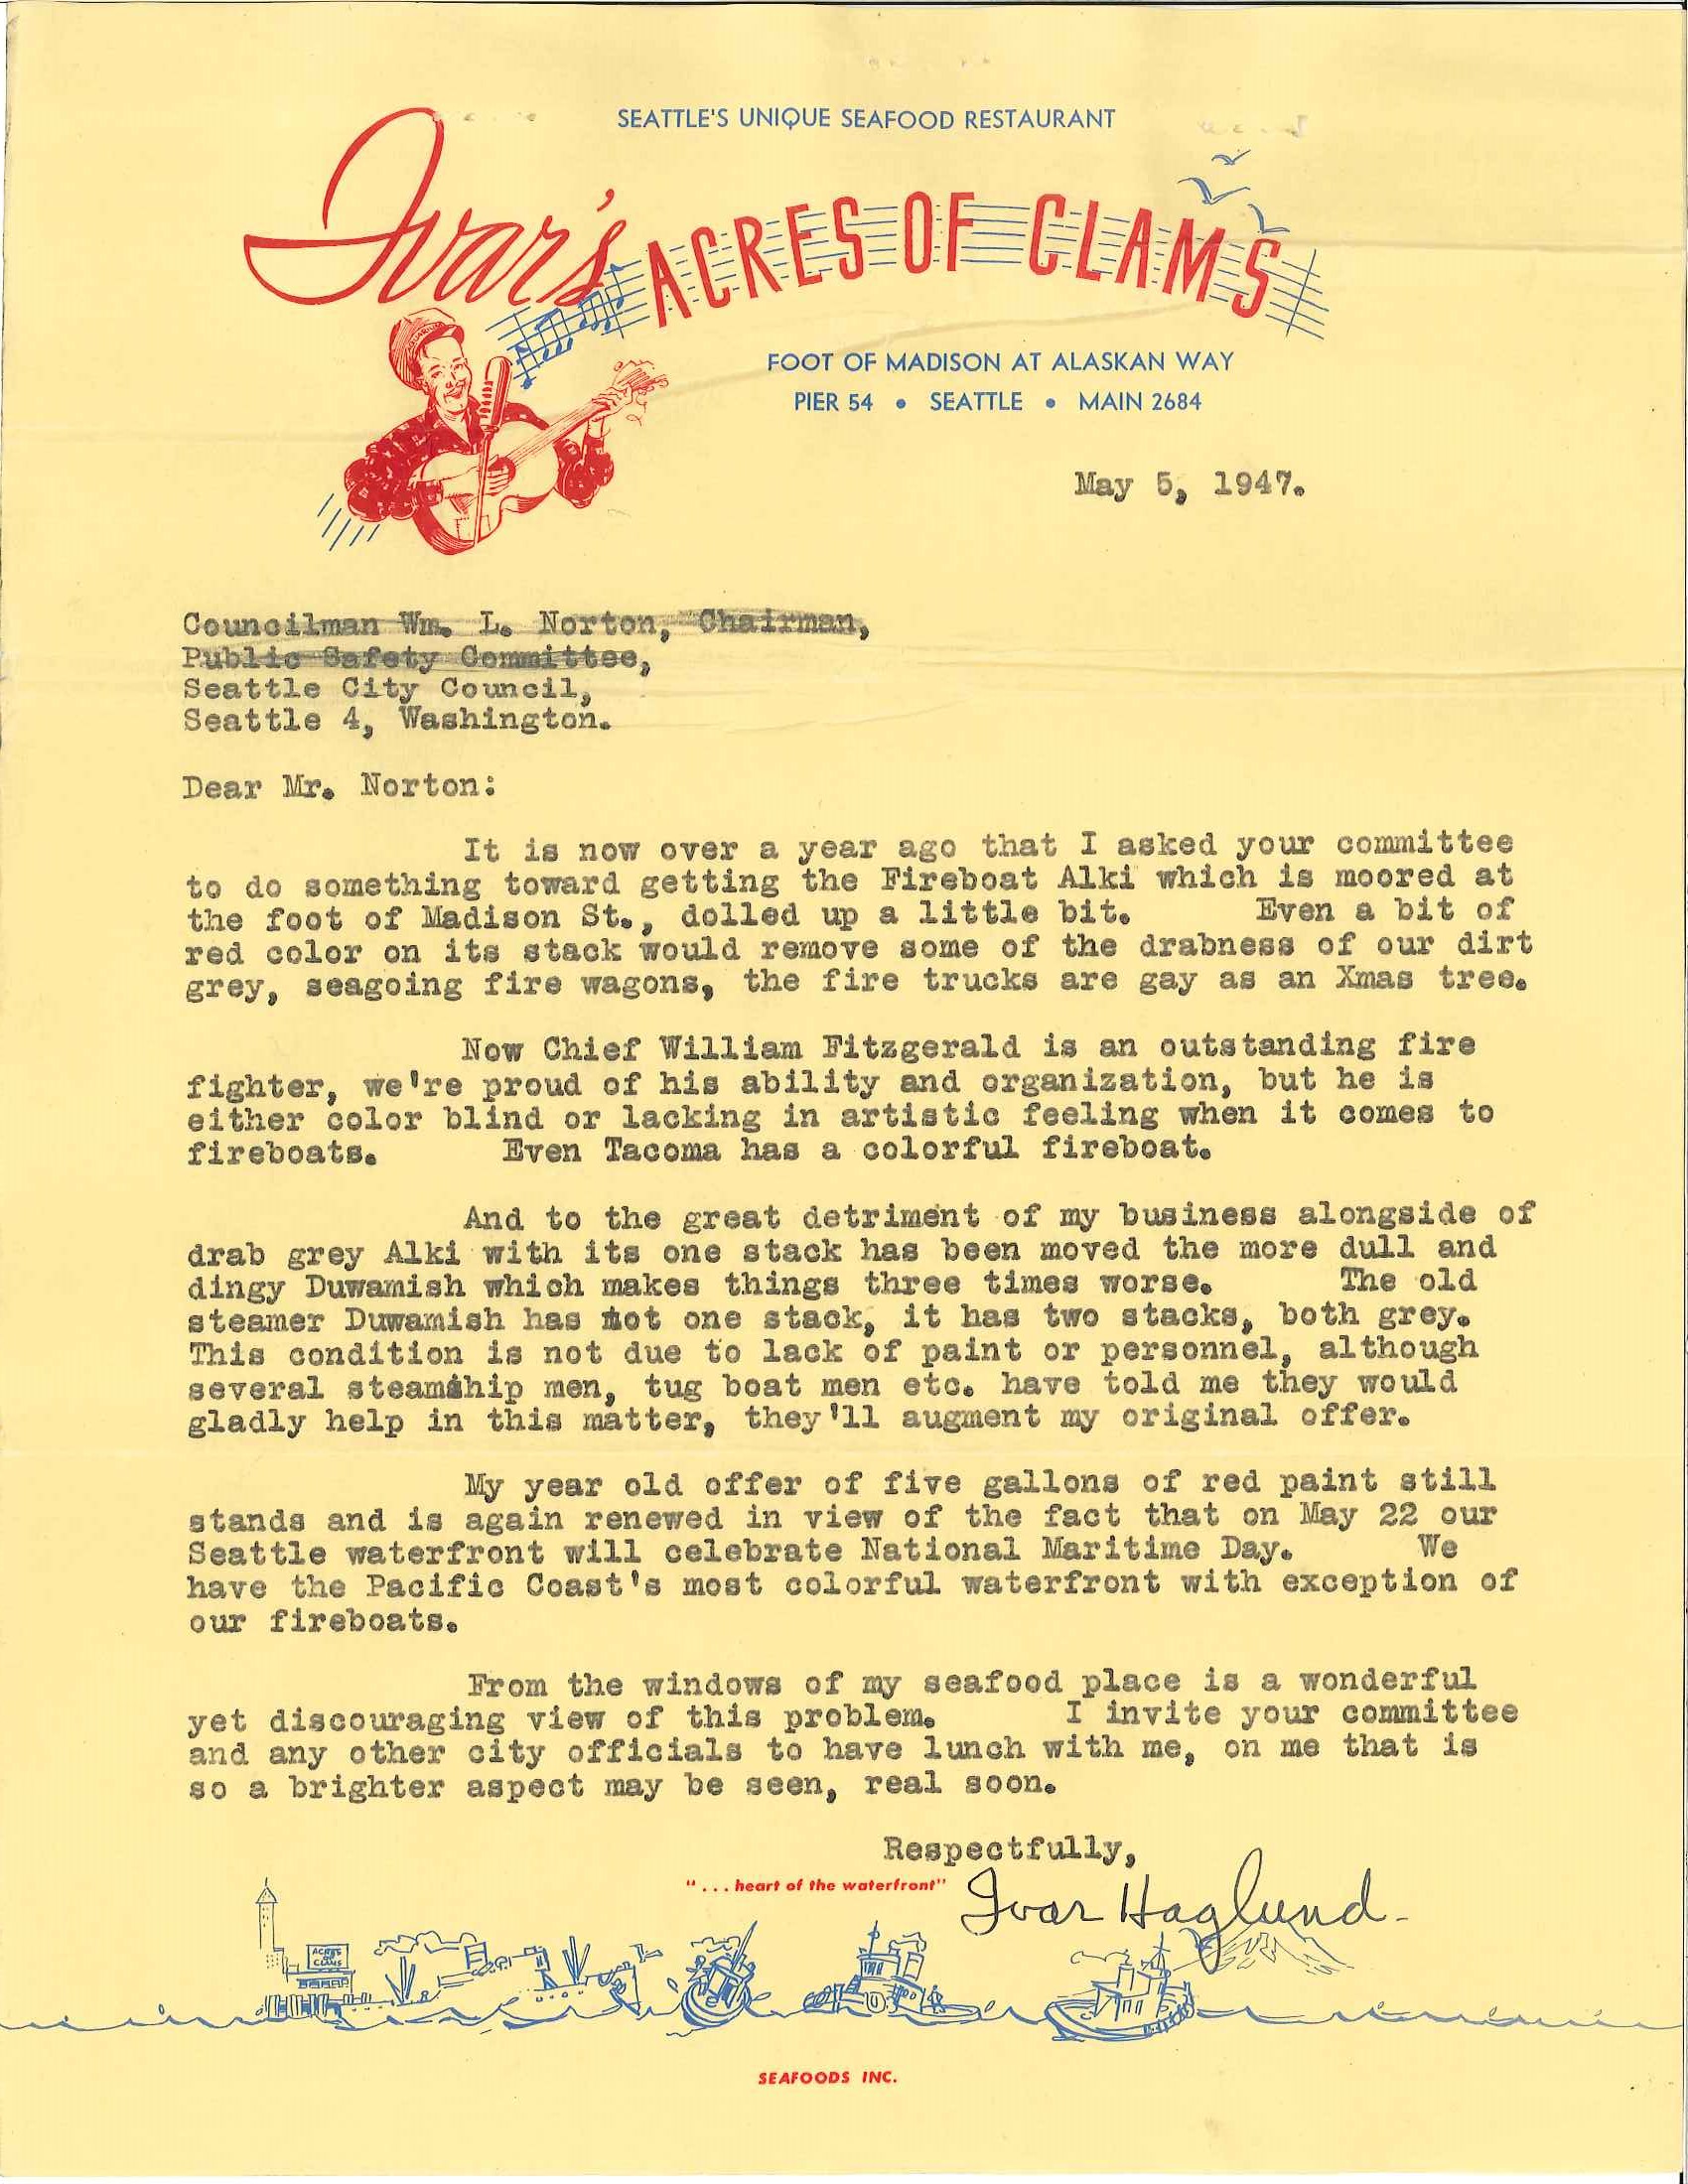 SEATTLE'S UNIQUE SEAFOOD RESTAURANT
Ivar's ACRES OF CLAMS
FOOT OF MADISON AT ALASKAN WAY
PIER 54 • SEATTLE • MAIN 2684
May 5, 1947.
Councilman Wm. L. Norton, Chairman,
Public Safety Committee,
Seattle City Council,
Seattle 4, Washington.
Dear Mr. Norton:
It is now over a year ago that I asked your committee
to do something toward getting the Fireboat Alki which is moored at
the foot of Madison St., dolled up a little bit. Even a bit of
red color on its stack would remove some of the drabness of our dirt
grey, seagoing fire wagons, the fire trucks are gay as an Xmas tree.
Now Chief William Fitzgerald is an outstanding fire
fighter, we're proud of his ability and organization, but he is
either color blind or lacking in artistic feeling when it comes to
fireboats. Even Tacoma has a colorful fireboat.
And to the great detriment of my business alongside of
drab grey Alki with its one stack has been moved the more dull and
dingy Duwamish which makes things three times worse. The old
steamer Duwamish has not one stack, it has two stacks, both grey.
This condition is not due to lack of paint or personnel, although
several steamship men, tug boat men etc. have told me they would
gladly help in this matter, they'll augment my original offer.
My year old offer of five gallons of red paint still
stands and is again renewed in view of the fact that on May 22 our
Seattle waterfront will celebrate National Maritime Day. We
have the Pacific Coast's most colorful waterfront with exception of
our fireboats.
From the windows of my seafood place is a wonderful
yet discouraging view of this problem. I invite your committee
and any other city officials to have lunch with me, on me that is
so a brighter aspect may be seen, real soon.
Respectfully,
"...heart of the waterfront"
Ivar Haglund
ACRES
OF
CLAMS
SEAFOODS INC.